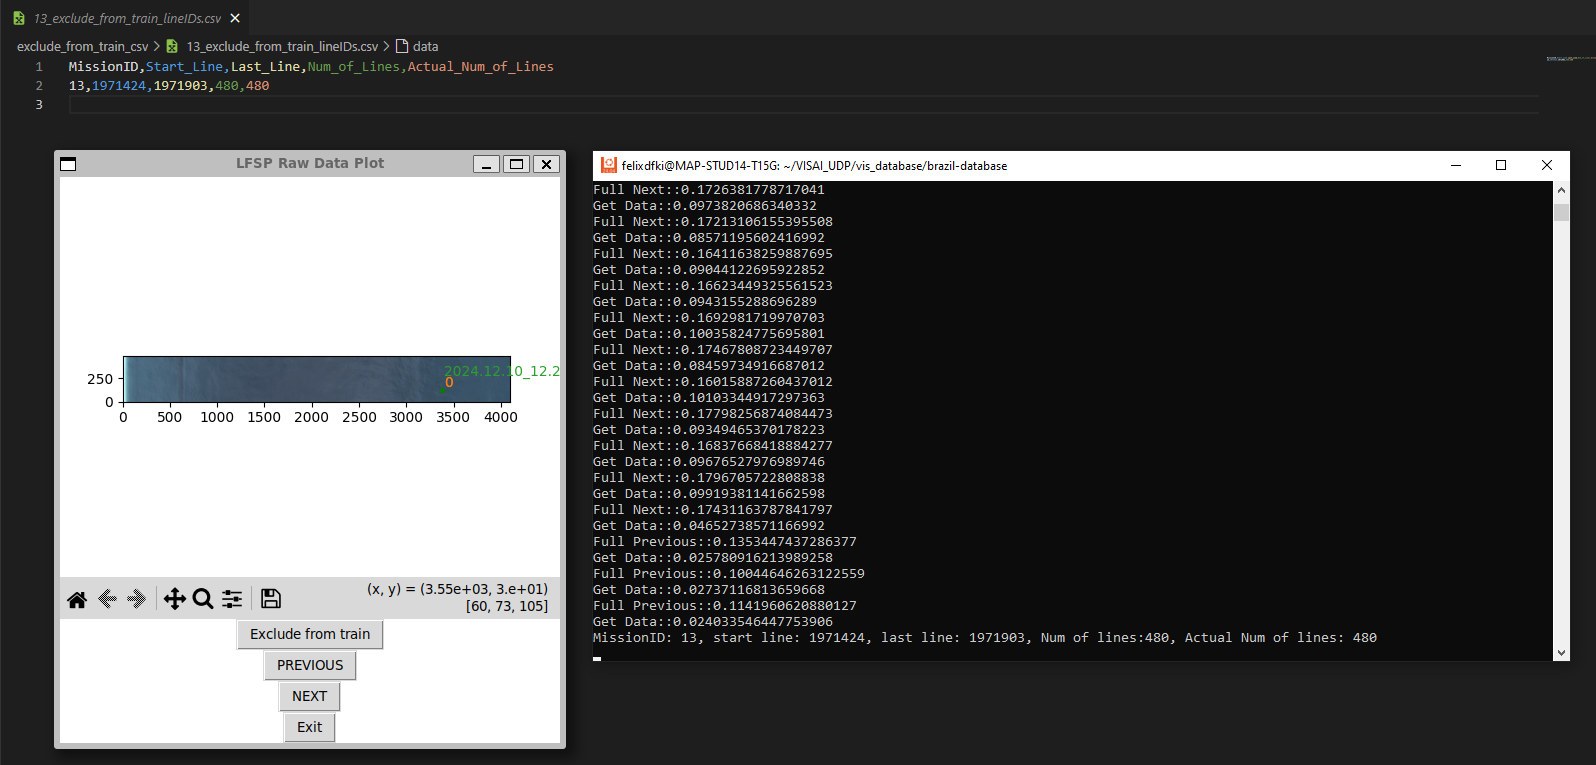 13_exclude_from_train_lineIDs.csv
exclude_from_train_csv > 13_exclude_from_train_lineIDs.csv > data
1 MissionID,Start_Line,Last_Line,Num_of_Lines,Actual_Num_of_Lines
2 13,1971424,1971903,480,480
3
LFSP Raw Data Plot
2024.12.10_12.2
0
250
0
0 500 1000 1500 2000 2500 3000 3500 4000
(x, y) = (3.55e+03, 3.e+01)
[60, 73, 105]
Exclude from train
PREVIOUS
NEXT
Exit
felixdfki@MAP-STUD14-T15G: ~/VISAI_UDP/vis_database/brazil-database
Full Next::0.1726381778717041
Get Data::0.0973820686340332
Full Next::0.17213106155395508
Get Data::0.08571195602416992
Full Next::0.16411638259887695
Get Data::0.09044122695922852
Full Next::0.16623449325561523
Get Data::0.0943155288696289
Full Next::0.1692981719970703
Get Data::0.10035824775695801
Full Next::0.17467808723449707
Get Data::0.08459734916687012
Full Next::0.16015887260437012
Get Data::0.10103344917297363
Full Next::0.17798256874084473
Get Data::0.09349465370178223
Full Next::0.16837668418884277
Get Data::0.09676527976989746
Full Next::0.1796705722808838
Get Data::0.09919381141662598
Full Next::0.17431163787841797
Get Data::0.04652738571166992
Full Previous::0.1353447437286377
Get Data::0.025780916213989258
Full Previous::0.10044646263122559
Get Data::0.02737116813659668
Full Previous::0.1141960620880127
Get Data::0.024033546447753906
MissionID: 13, start line: 1971424, last line: 1971903, Num of lines:480, Actual Num of lines: 480